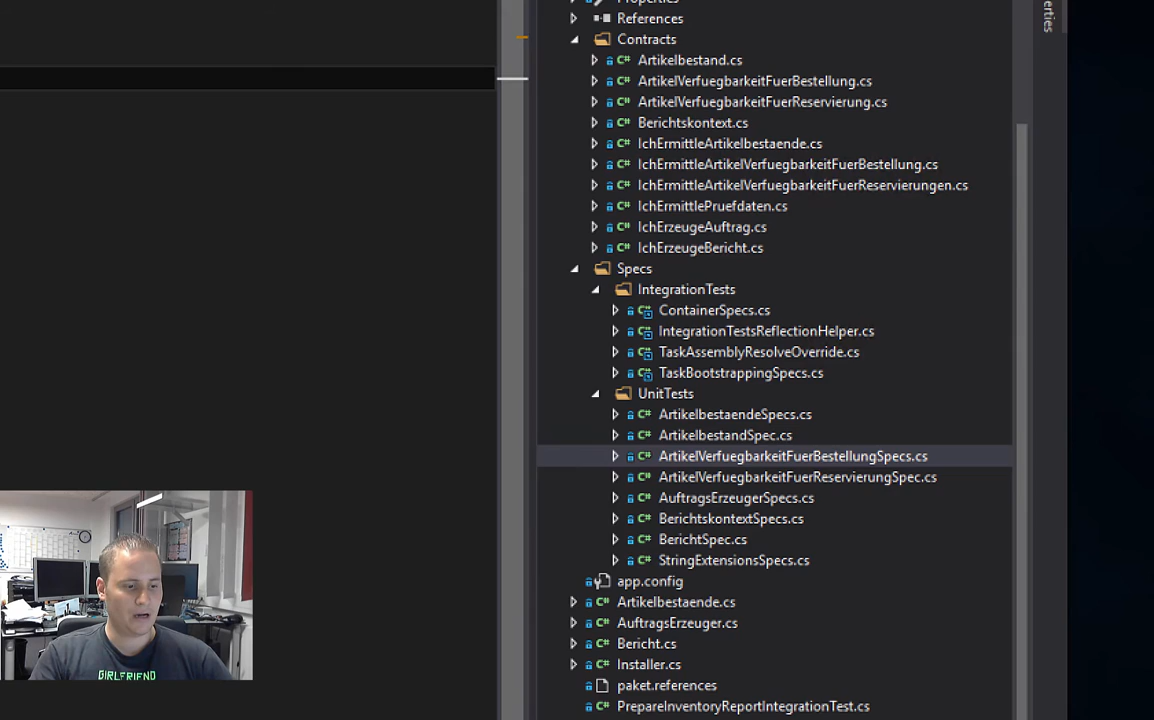 Properties
References
Contracts
Artikelbestand.cs
ArtikelVerfuegbarkeitFuerBestellung.cs
ArtikelVerfuegbarkeitFuerReservierung.cs
Berichtskontext.cs
IchErmittleArtikelbestaende.cs
IchErmittleArtikelVerfuegbarkeitFuerBestellung.cs
IchErmittleArtikelVerfuegbarkeitFuerReservierungen.cs
IchErmittlePruefdaten.cs
IchErzeugeAuftrag.cs
IchErzeugeBericht.cs
Specs
IntegrationTests
ContainerSpecs.cs
IntegrationTestsReflectionHelper.cs
TaskAssemblyResolveOverride.cs
TaskBootstrappingSpecs.cs
UnitTests
ArtikelbestaendeSpecs.cs
ArtikelbestandSpec.cs
ArtikelVerfuegbarkeitFuerBestellungSpecs.cs
ArtikelVerfuegbarkeitFuerReservierungSpec.cs
AuftragsErzeugerSpecs.cs
BerichtskontextSpecs.cs
BerichtSpec.cs
StringExtensionsSpecs.cs
app.config
Artikelbestaende.cs
AuftragsErzeuger.cs
Bericht.cs
Installer.cs
paket.references
PrepareInventoryReportIntegrationTest.cs
erties
GIRLFRIEND